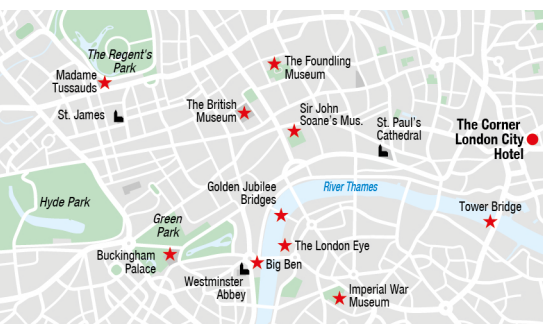 The Regent's
Park
Madame
Tussauds
The Foundling
Museum
St. James
The British
Museum
Sir John
Soane's Mus.
St. Paul's
Cathedral
The Corner
London City
Hotel
Golden Jubilee
Bridges
River Thames
Hyde Park
Green
Park
Tower Bridge
Buckingham
Palace
The London Eye
Big Ben
Westminster
Abbey
Imperial War
Museum